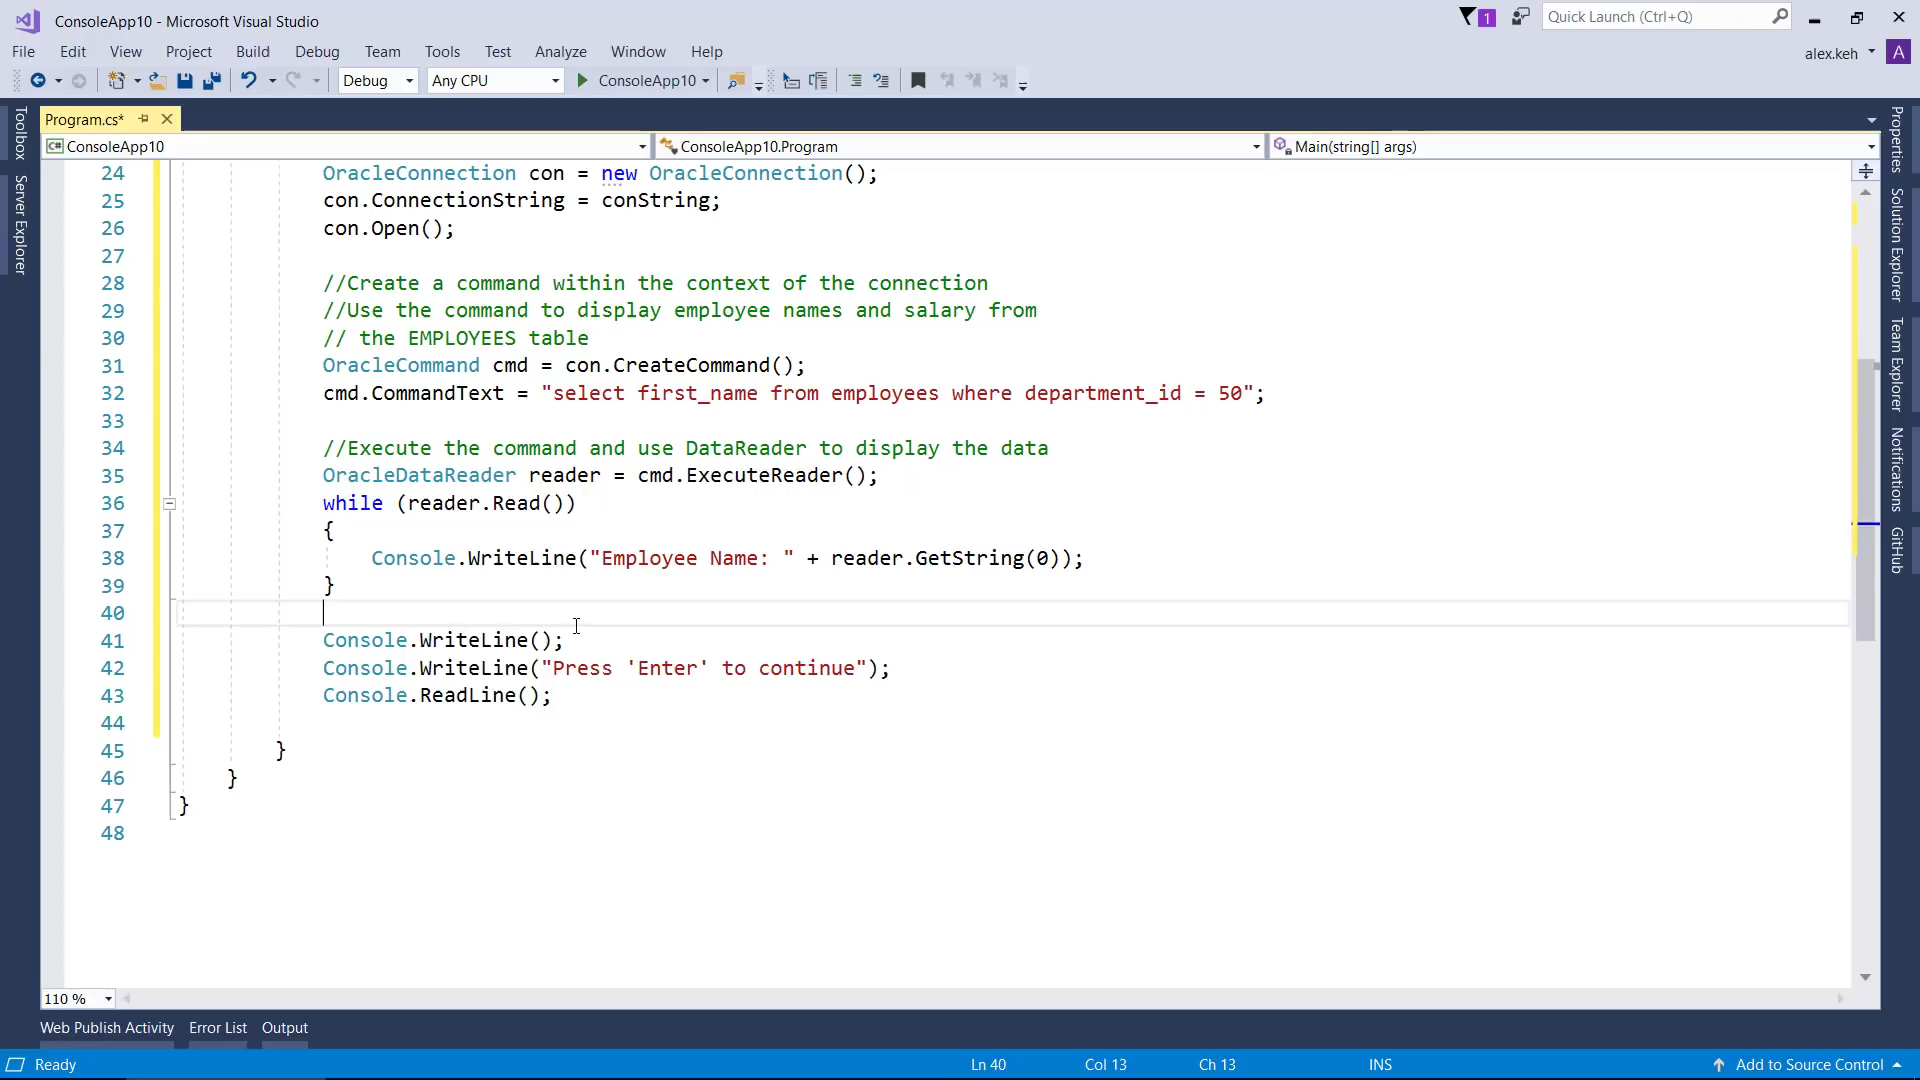 ConsoleApp10 - Microsoft Visual Studio
1
Quick Launch (Ctrl+Q)
File Edit View Project Build Debug Team Tools Test Analyze Window Help
alex.keh A
Debug Any CPU ConsoleApp10
Program.cs*
C# ConsoleApp10 ConsoleApp10.Program Main(string[] args)
Toolbox
Server Explorer
24 OracleConnection con = new OracleConnection();
25 con.ConnectionString = conString;
26 con.Open();
27
28 //Create a command within the context of the connection
29 //Use the command to display employee names and salary from
30 // the EMPLOYEES table
31 OracleCommand cmd = con.CreateCommand();
32 cmd.CommandText = "select first_name from employees where department_id = 50";
33
34 //Execute the command and use DataReader to display the data
35 OracleDataReader reader = cmd.ExecuteReader();
36 while (reader.Read())
37 {
38 Console.WriteLine("Employee Name: " + reader.GetString(0));
39 }
40
41 Console.WriteLine();
42 Console.WriteLine("Press 'Enter' to continue");
43 Console.ReadLine();
44
45 }
46 }
47 }
48
Properties
Solution Explorer
Team Explorer
Notifications
GitHub
110 %
Web Publish Activity Error List Output
Ready Ln 40 Col 13 Ch 13 INS Add to Source Control